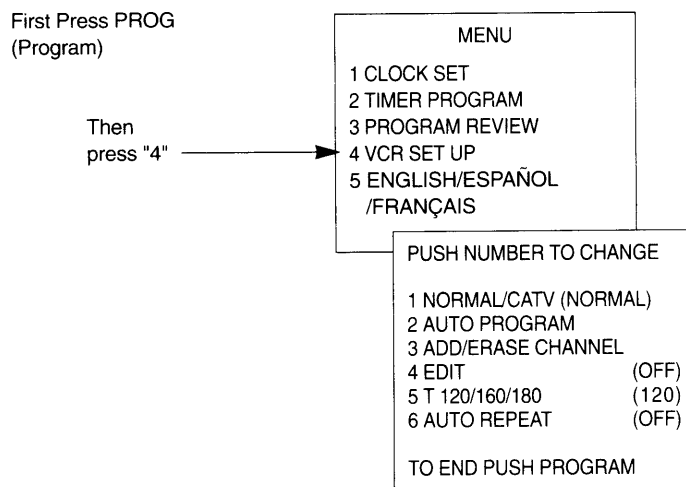 First Press PROG
(Program)
Then
press "4"
MENU
1 CLOCK SET
2 TIMER PROGRAM
3 PROGRAM REVIEW
4 VCR SET UP
5 ENGLISH/ESPAÑOL
/FRANÇAIS
PUSH NUMBER TO CHANGE
1 NORMAL/CATV (NORMAL)
2 AUTO PROGRAM
3 ADD/ERASE CHANNEL
4 EDIT (OFF)
5 T 120/160/180 (120)
6 AUTO REPEAT (OFF)
TO END PUSH PROGRAM